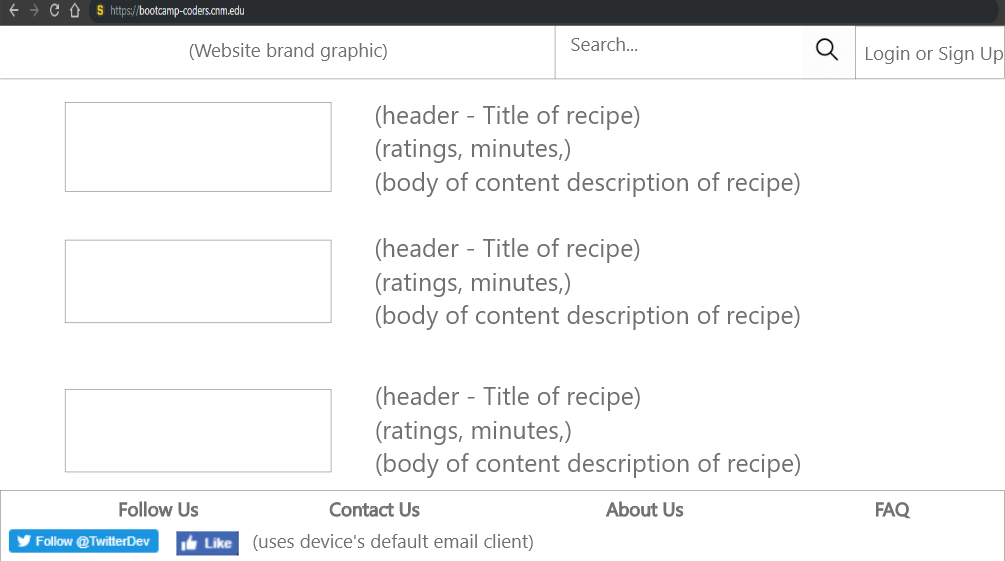 S https://bootcamp-coders.cnm.edu
(Website brand graphic)
Search...
Login or Sign Up
(header - Title of recipe)
(ratings, minutes,)
(body of content description of recipe)
(header - Title of recipe)
(ratings, minutes,)
(body of content description of recipe)
(header - Title of recipe)
(ratings, minutes,)
(body of content description of recipe)
Follow Us Contact Us About Us FAQ
Follow @TwitterDev Like (uses device's default email client)